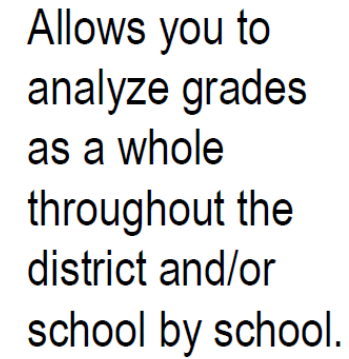 Allows you to
analyze grades
as a whole
throughout the
district and/or
school by school.